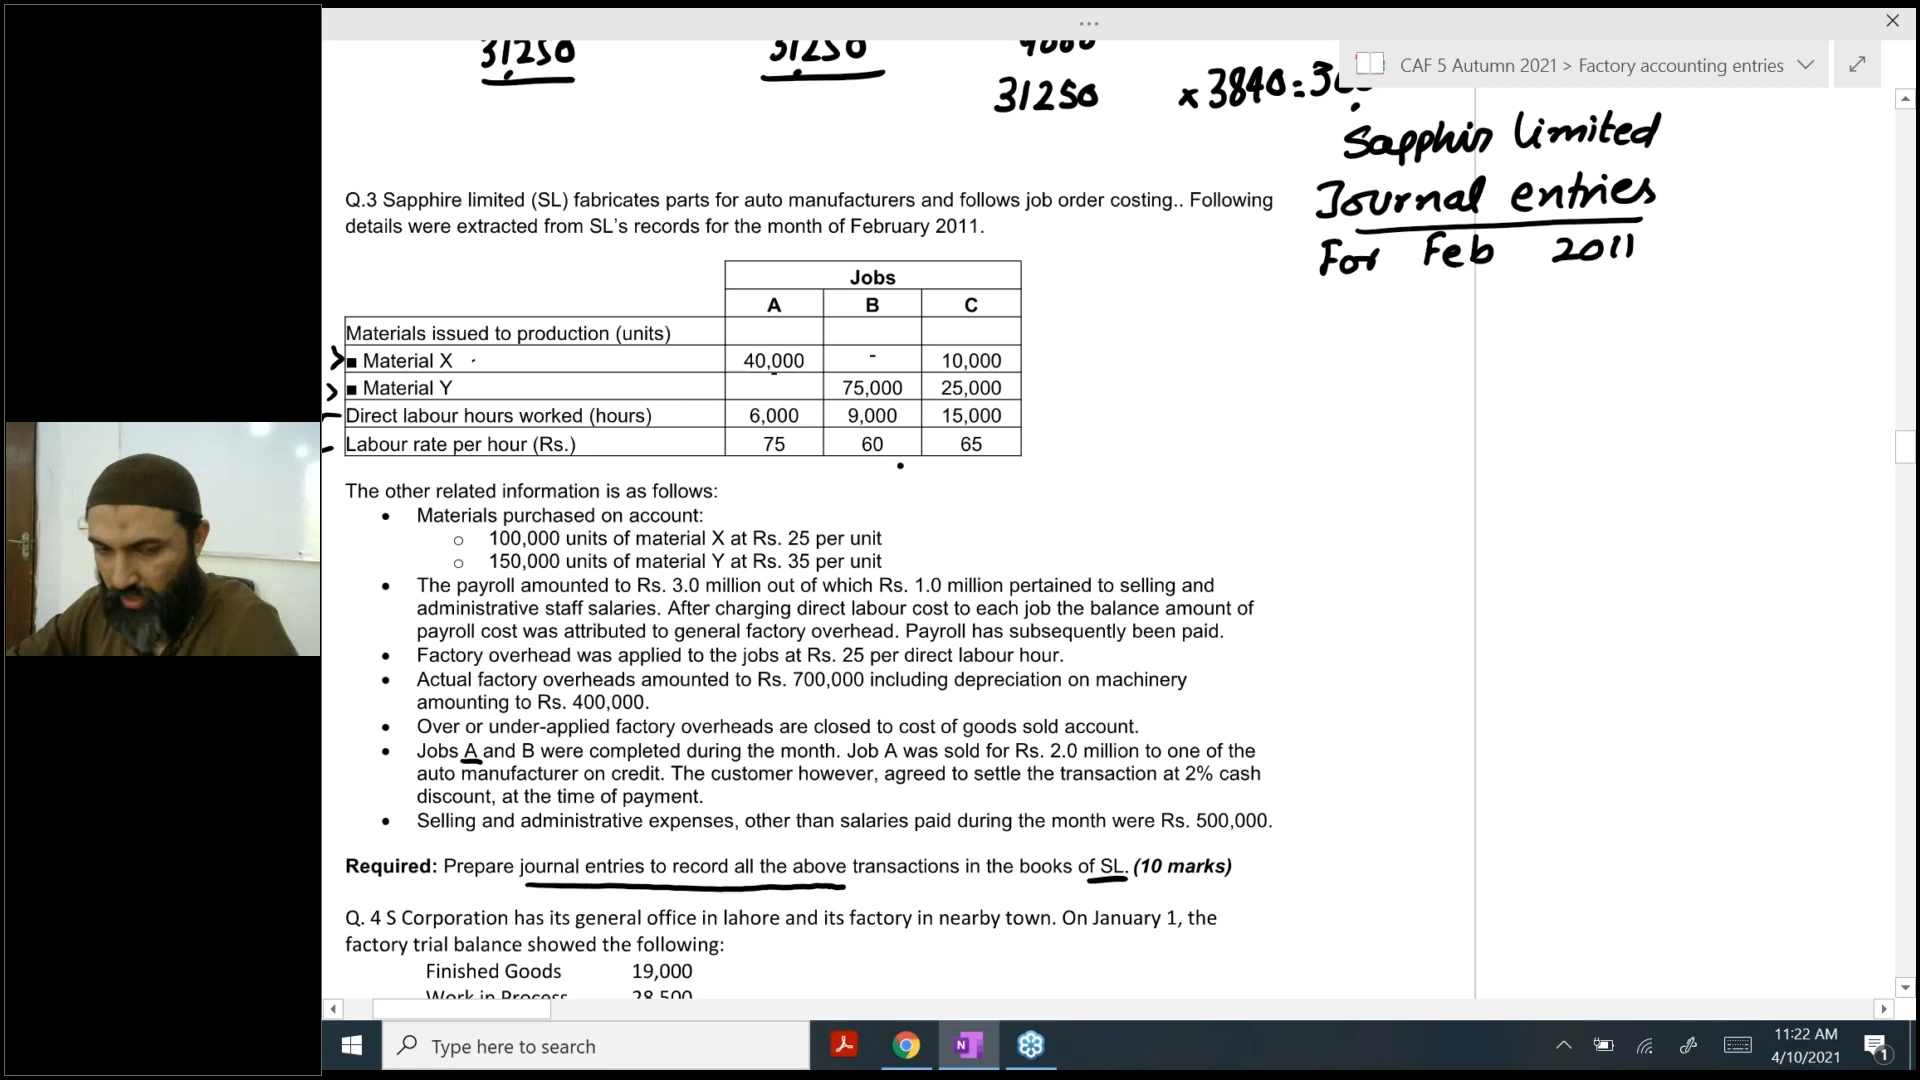 31250 31250 4000
31250 x3840=
CAF 5 Autumn 2021 > Factory accounting entries
Sapphir limited
Journal entries
For Feb 2011
Q.3 Sapphire limited (SL) fabricates parts for auto manufacturers and follows job order costing.. Following
details were extracted from SL's records for the month of February 2011.
Jobs
A B C
Materials issued to production (units)
▪ Material X 40,000 - 10,000
▪ Material Y 75,000 25,000
Direct labour hours worked (hours) 6,000 9,000 15,000
Labour rate per hour (Rs.) 75 60 65
The other related information is as follows:
• Materials purchased on account:
o 100,000 units of material X at Rs. 25 per unit
o 150,000 units of material Y at Rs. 35 per unit
• The payroll amounted to Rs. 3.0 million out of which Rs. 1.0 million pertained to selling and
administrative staff salaries. After charging direct labour cost to each job the balance amount of
payroll cost was attributed to general factory overhead. Payroll has subsequently been paid.
• Factory overhead was applied to the jobs at Rs. 25 per direct labour hour.
• Actual factory overheads amounted to Rs. 700,000 including depreciation on machinery
amounting to Rs. 400,000.
• Over or under-applied factory overheads are closed to cost of goods sold account.
• Jobs A and B were completed during the month. Job A was sold for Rs. 2.0 million to one of the
auto manufacturer on credit. The customer however, agreed to settle the transaction at 2% cash
discount, at the time of payment.
• Selling and administrative expenses, other than salaries paid during the month were Rs. 500,000.
Required: Prepare journal entries to record all the above transactions in the books of SL. (10 marks)
Q. 4 S Corporation has its general office in lahore and its factory in nearby town. On January 1, the
factory trial balance showed the following:
Finished Goods 19,000
Work in Process 28,500
Type here to search
11:22 AM
4/10/2021
1